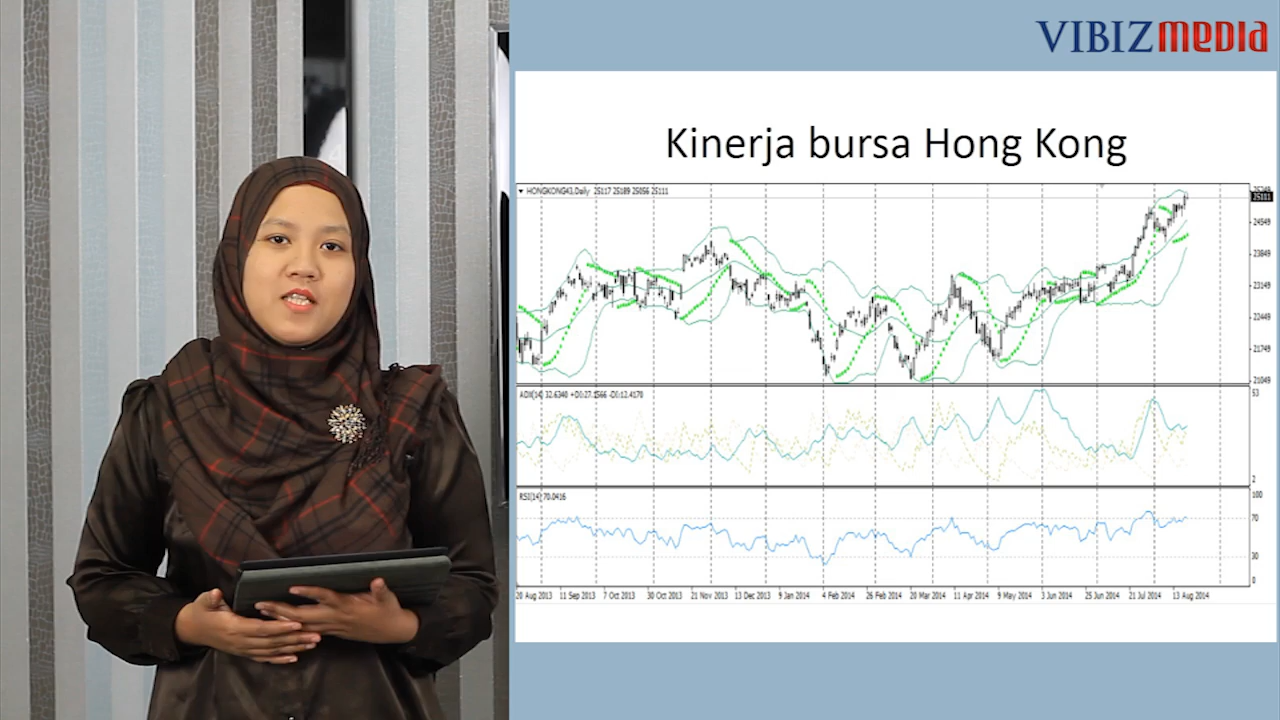 VIBIZMEDIA
Kinerja bursa Hong Kong
HONGKONG43,Daily 25117 25189 25056 25111
25111
24549
23849
23149
22449
21749
21049
ADX(14) 32.6340 +DI:27.1566 -DI:12.4170
53
2
RSI(14) 70.0416
100
70
30
0
20 Aug 2013 11 Sep 2013 7 Oct 2013 30 Oct 2013 21 Nov 2013 13 Dec 2013 9 Jan 2014 4 Feb 2014 26 Feb 2014 20 Mar 2014 11 Apr 2014 9 May 2014 3 Jun 2014 25 Jun 2014 21 Jul 2014 13 Aug 2014